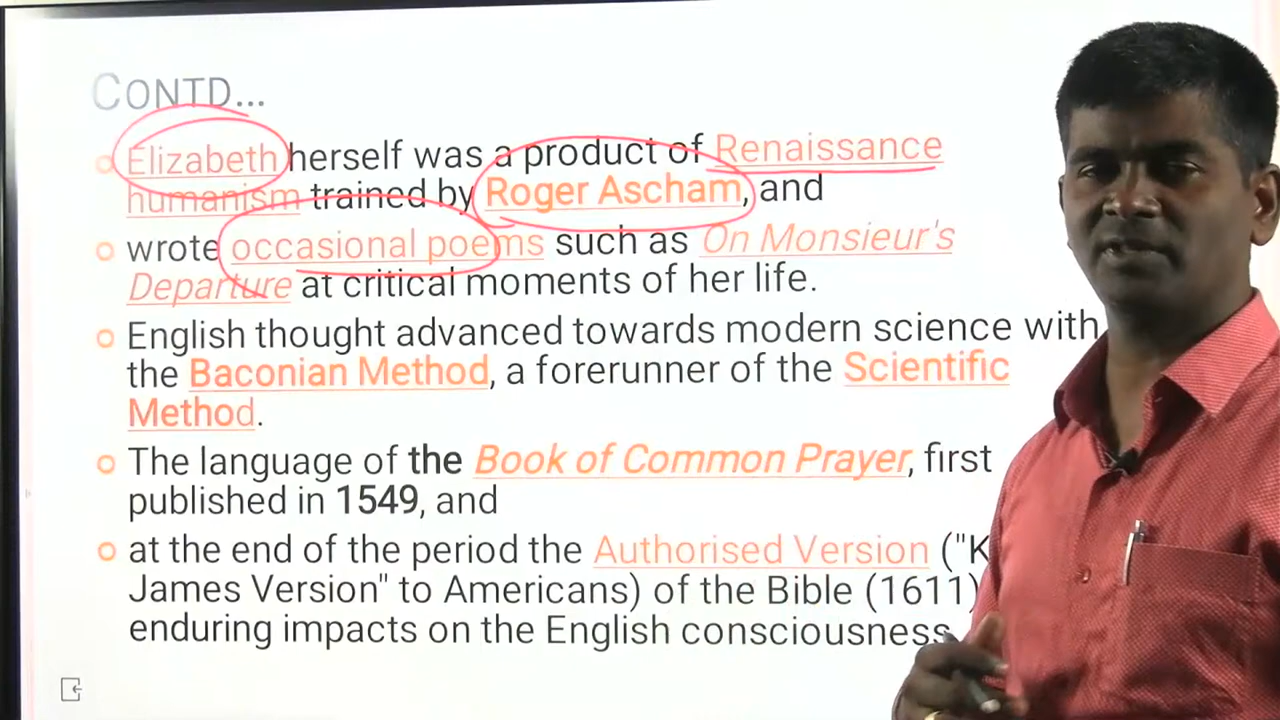 CONTD...
Elizabeth herself was a product of Renaissance
humanism trained by Roger Ascham, and
wrote occasional poems such as On Monsieur's
Departure at critical moments of her life.
English thought advanced towards modern science with
the Baconian Method, a forerunner of the Scientific
Method.
The language of the Book of Common Prayer, first
published in 1549, and
at the end of the period the Authorised Version ("K
James Version" to Americans) of the Bible (1611)
enduring impacts on the English consciousness